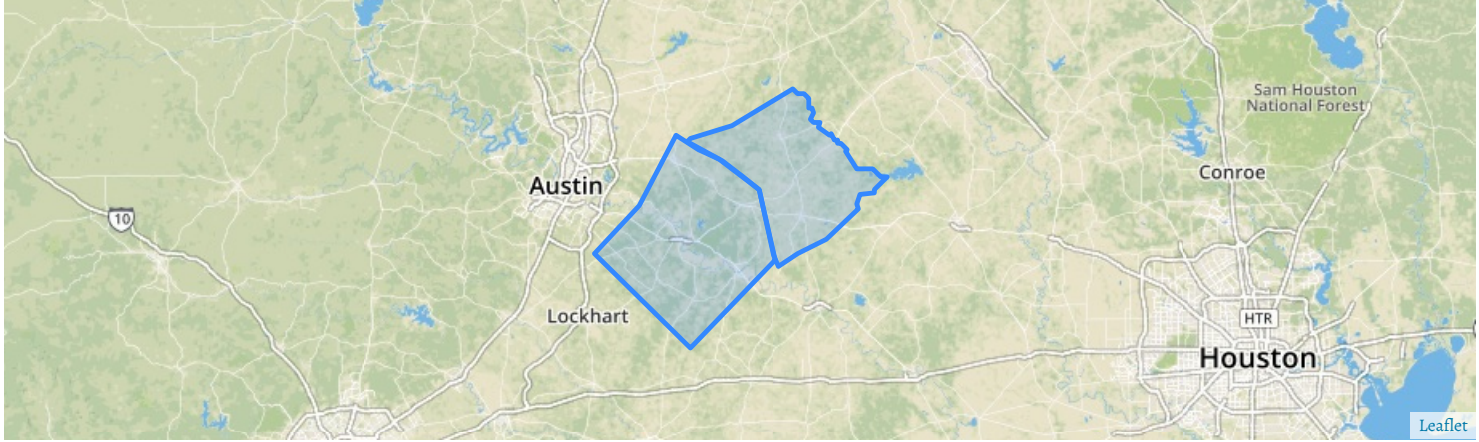 Sam Houston
National Forest
Conroe
Austin
10
Lockhart
HTR
Houston
Leaflet